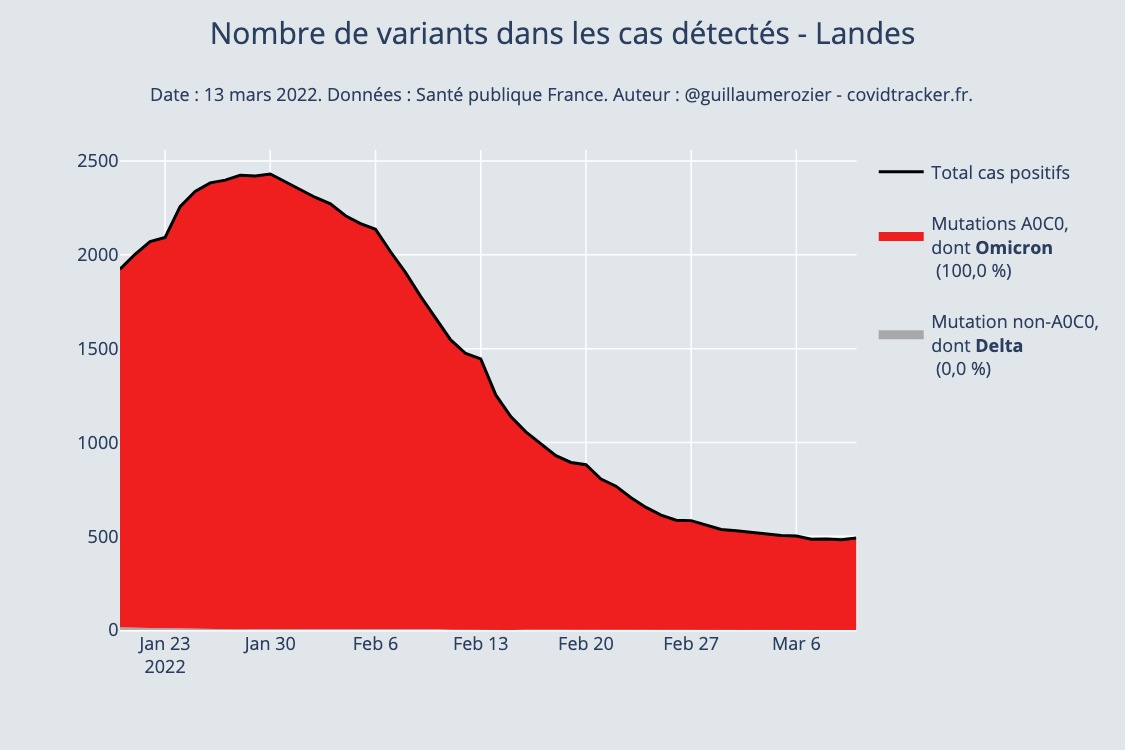 Nombre de variants dans les cas détectés - Landes
Date : 13 mars 2022. Données : Santé publique France. Auteur : @guillaumerozier - covidtracker.fr.
2500
2000
1500
1000
500
0
Jan 23
2022
Jan 30
Feb 6
Feb 13
Feb 20
Feb 27
Mar 6
Total cas positifs
Mutations A0C0,
dont Omicron
(100,0 %)
Mutation non-A0C0,
dont Delta
(0,0 %)